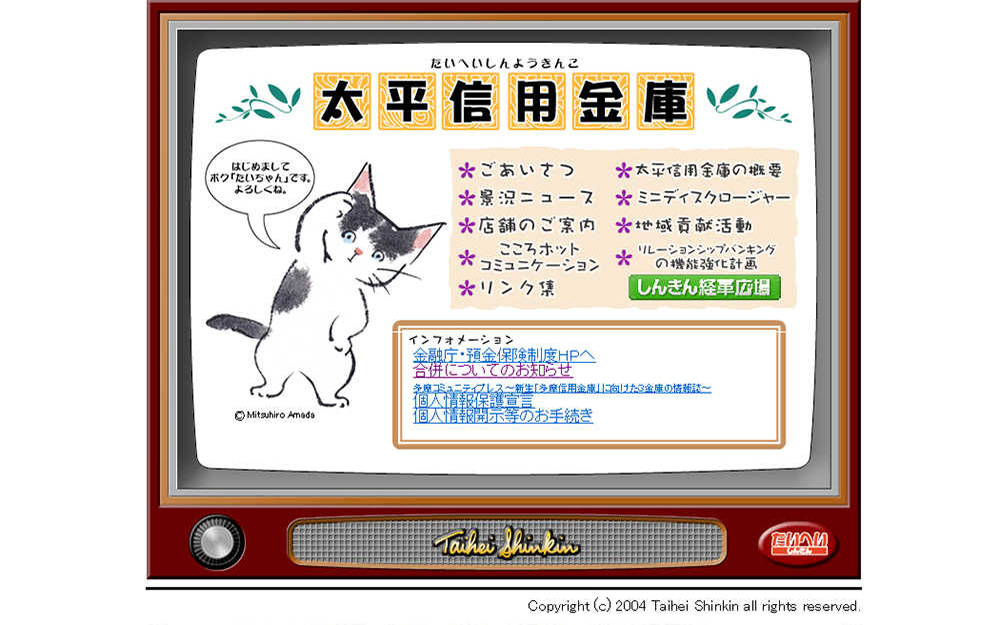 たいへいしんようきんこ
太平信用金庫
はじめまして
ボク「たいちゃん」です。
よろしくね。
ごあいさつ
太平信用金庫の概要
景況ニュース
ミニディスクロージャー
店舗のご案内
地域貢献活動
こころホット
コミュニケーション
リレーションシップバンキング
の機能強化計画
リンク集
しんきん経軍広場
インフォメーション
金融庁・預金保険制度HPへ
合併についてのお知らせ
多摩コミュニティプレス～新生「多摩信用金庫」に向けた3金庫の情報誌～
個人情報保護宣言
個人情報開示等のお手続き
© Mitsuhiro Amada
Taihei Shinkin
たいへい
しんきん
Copyright (c) 2004 Taihei Shinkin all rights reserved.